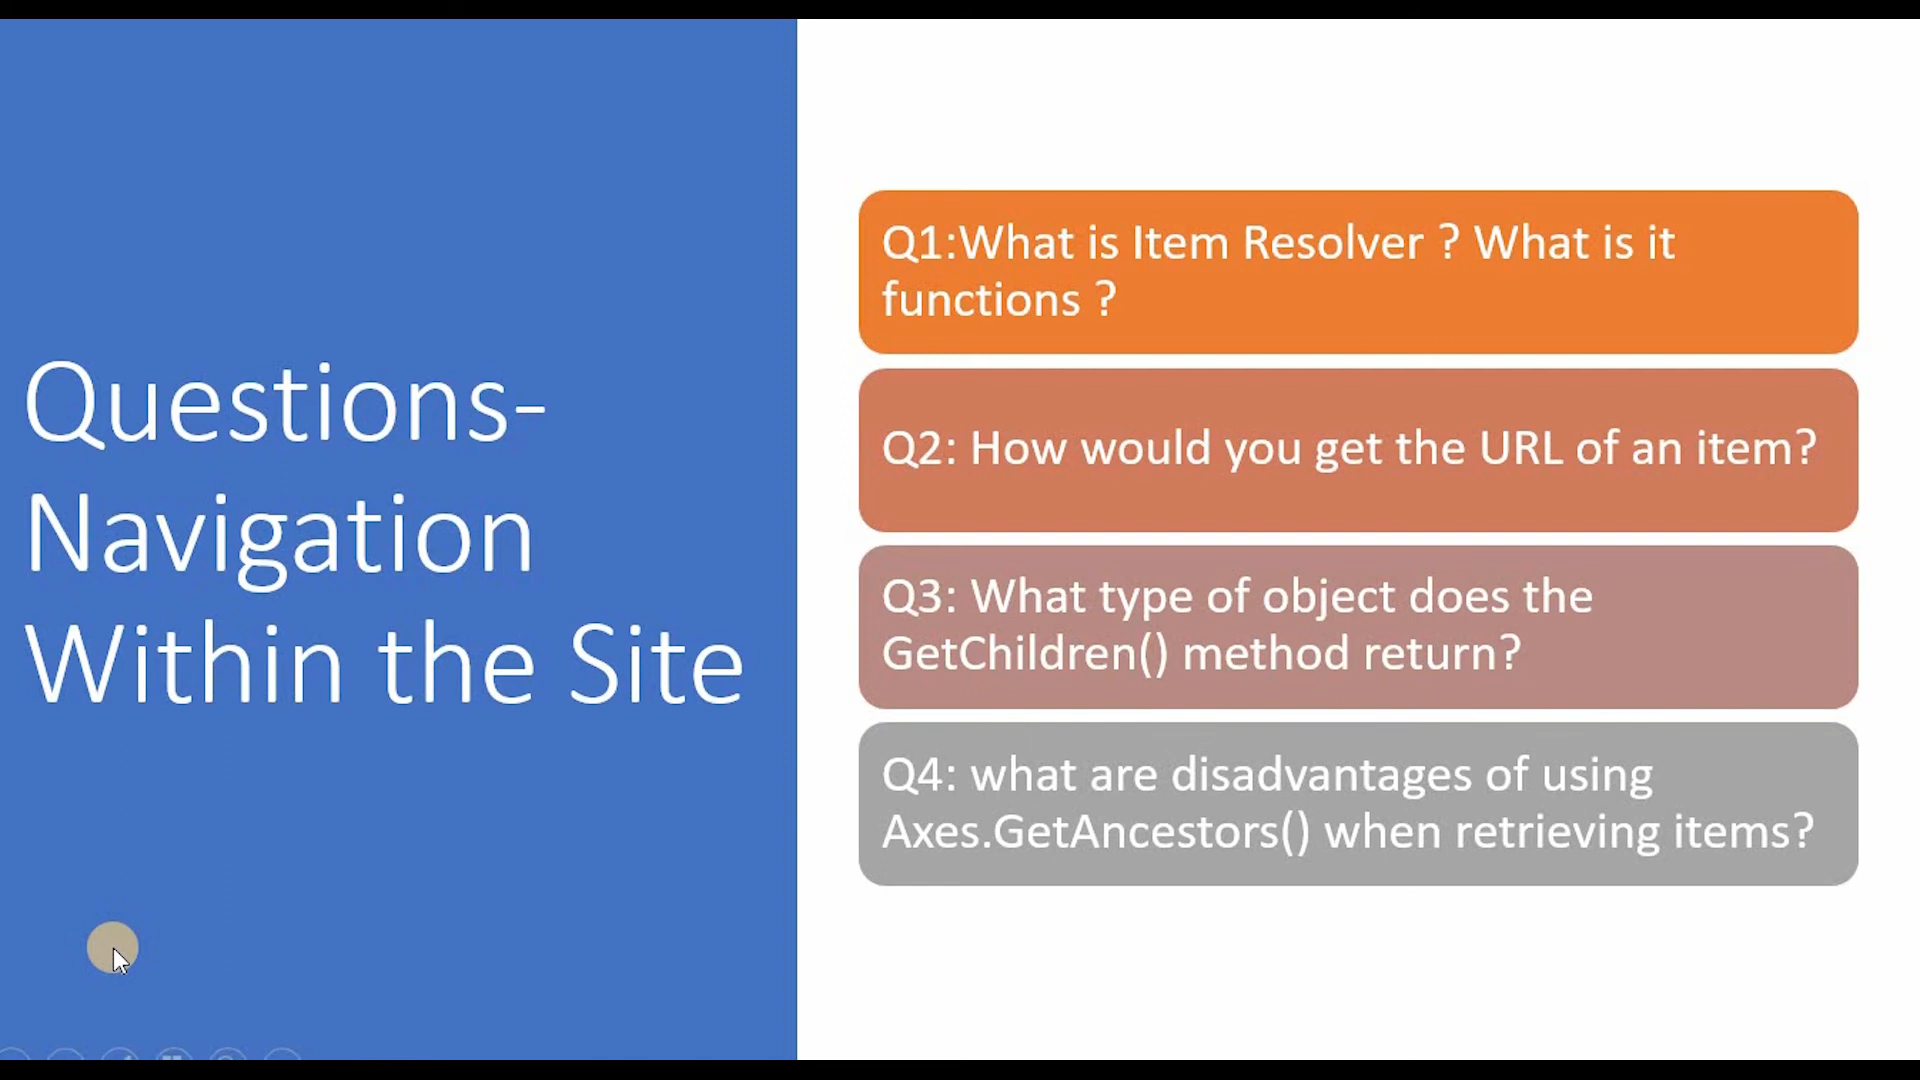 Questions-
Navigation
Within the Site
Q1:What is Item Resolver ? What is it
functions ?
Q2: How would you get the URL of an item?
Q3: What type of object does the
GetChildren() method return?
Q4: what are disadvantages of using
Axes.GetAncestors() when retrieving items?